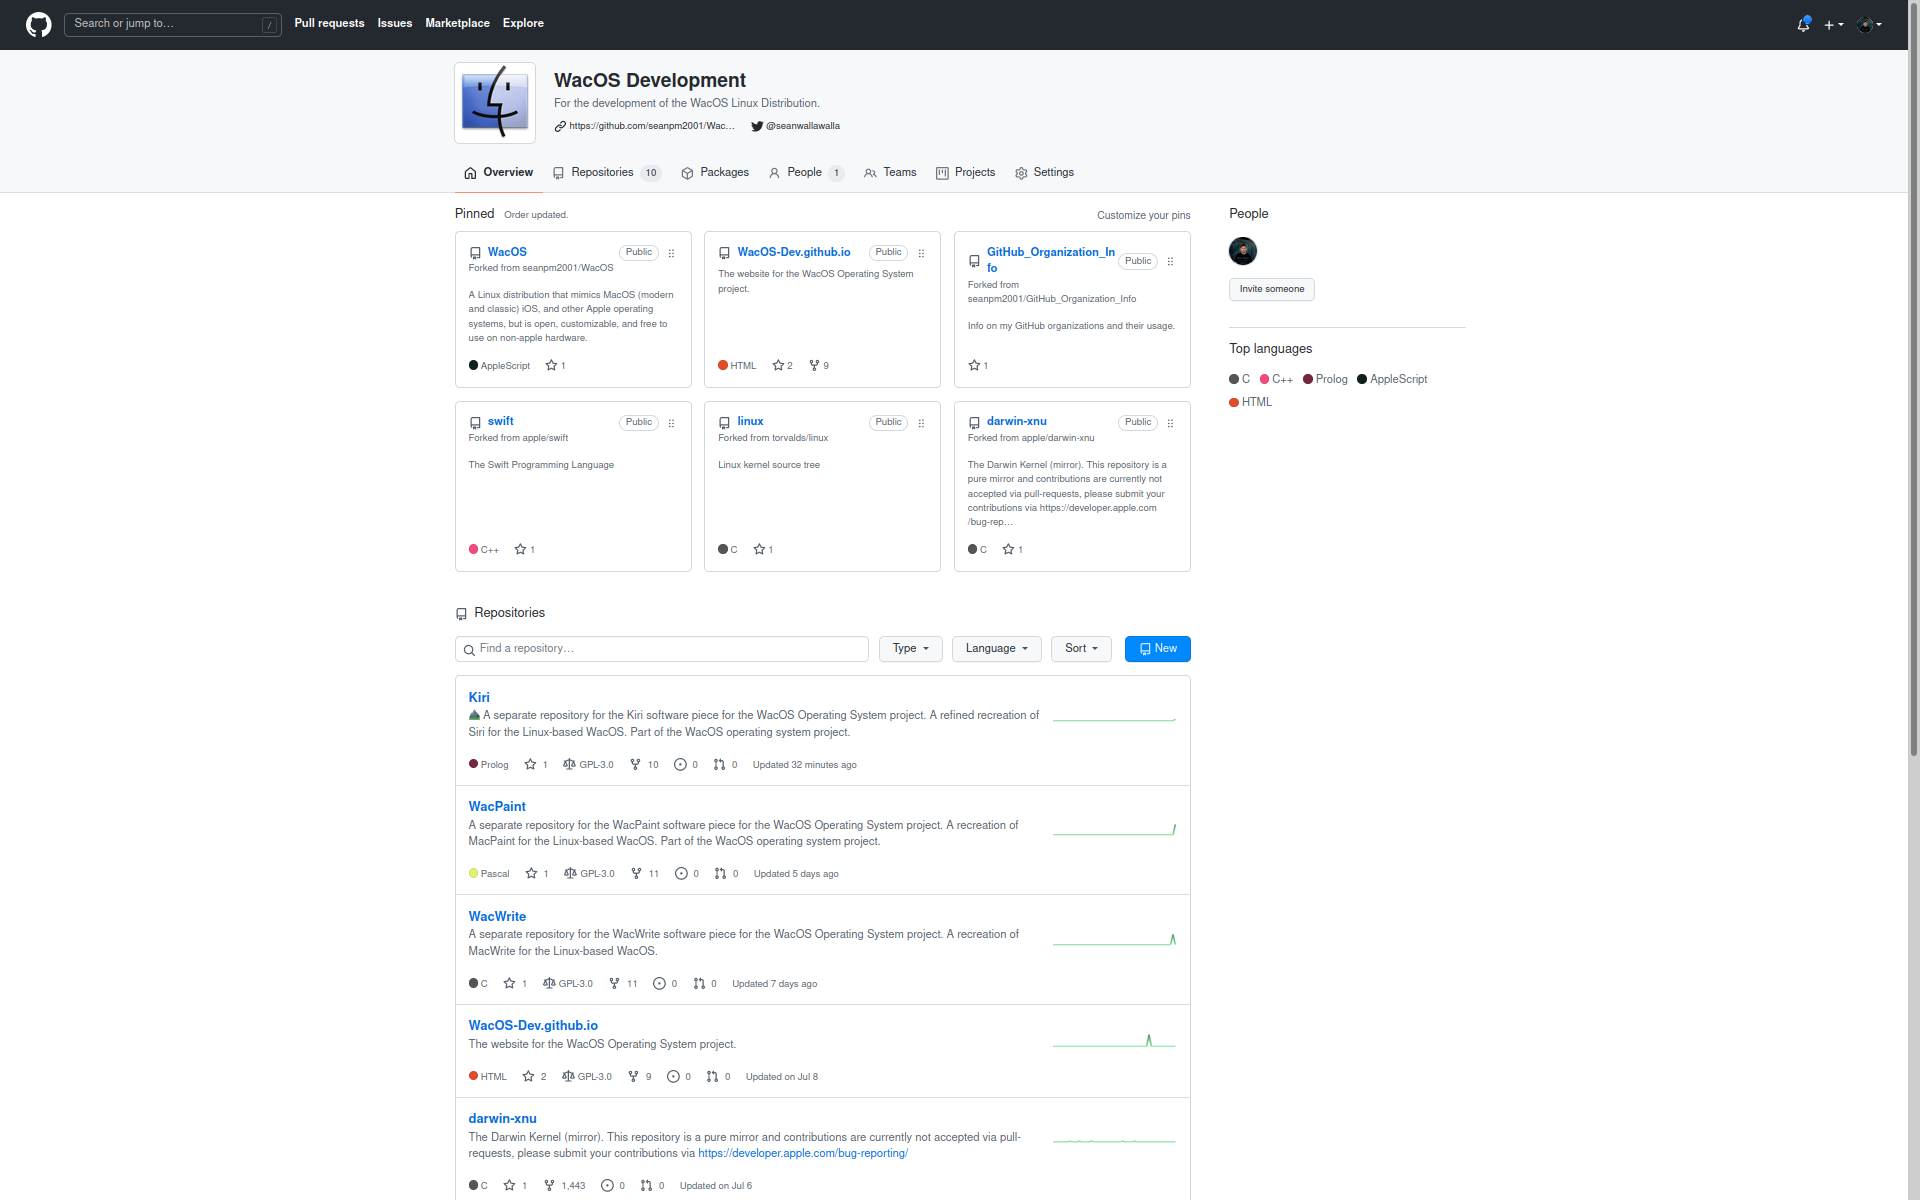 Search or jump to…
/
Pull requests Issues Marketplace Explore
WacOS Development
For the development of the WacOS Linux Distribution.
https://github.com/seanpm2001/Wac… @seanwallawalla
Overview Repositories 10 Packages People 1 Teams Projects Settings
Pinned Order updated. Customize your pins
WacOS Public
Forked from seanpm2001/WacOS
A Linux distribution that mimics MacOS (modern
and classic) iOS, and other Apple operating
systems, but is open, customizable, and free to
use on non-apple hardware.
AppleScript 1
WacOS-Dev.github.io Public
The website for the WacOS Operating System
project.
HTML 2 9
GitHub_Organization_In
fo
Public
Forked from
seanpm2001/GitHub_Organization_Info
Info on my GitHub organizations and their usage.
1
swift Public
Forked from apple/swift
The Swift Programming Language
C++ 1
linux Public
Forked from torvalds/linux
Linux kernel source tree
C 1
darwin-xnu Public
Forked from apple/darwin-xnu
The Darwin Kernel (mirror). This repository is a
pure mirror and contributions are currently not
accepted via pull-requests, please submit your
contributions via https://developer.apple.com
/bug-rep…
C 1
People
Invite someone
Top languages
C C++ Prolog AppleScript
HTML
Repositories
Find a repository… Type Language Sort New
Kiri
A separate repository for the Kiri software piece for the WacOS Operating System project. A refined recreation of
Siri for the Linux-based WacOS. Part of the WacOS operating system project.
Prolog 1 GPL-3.0 10 0 0 Updated 32 minutes ago
WacPaint
A separate repository for the WacPaint software piece for the WacOS Operating System project. A recreation of
MacPaint for the Linux-based WacOS. Part of the WacOS operating system project.
Pascal 1 GPL-3.0 11 0 0 Updated 5 days ago
WacWrite
A separate repository for the WacWrite software piece for the WacOS Operating System project. A recreation of
MacWrite for the Linux-based WacOS.
C 1 GPL-3.0 11 0 0 Updated 7 days ago
WacOS-Dev.github.io
The website for the WacOS Operating System project.
HTML 2 GPL-3.0 9 0 0 Updated on Jul 8
darwin-xnu
The Darwin Kernel (mirror). This repository is a pure mirror and contributions are currently not accepted via pull-
requests, please submit your contributions via https://developer.apple.com/bug-reporting/
C 1 1,443 0 0 Updated on Jul 6